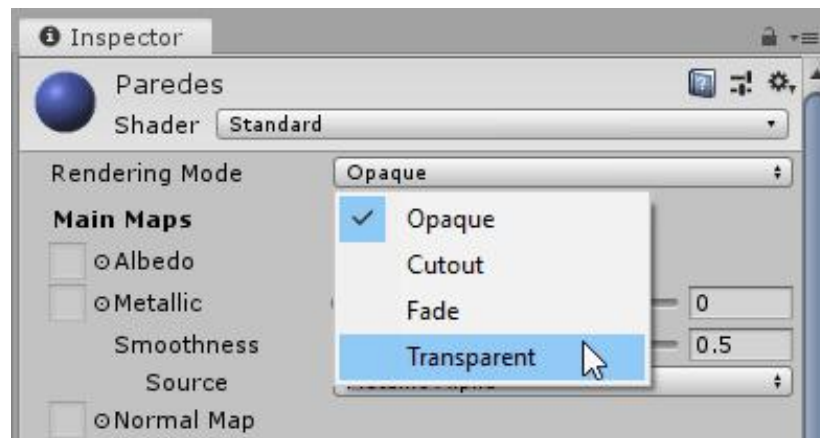 Inspector
Paredes
Shader Standard
Rendering Mode Opaque
Main Maps
Opaque
Albedo
Cutout
Metallic 0
Fade
Smoothness 0.5
Transparent
Source
Normal Map